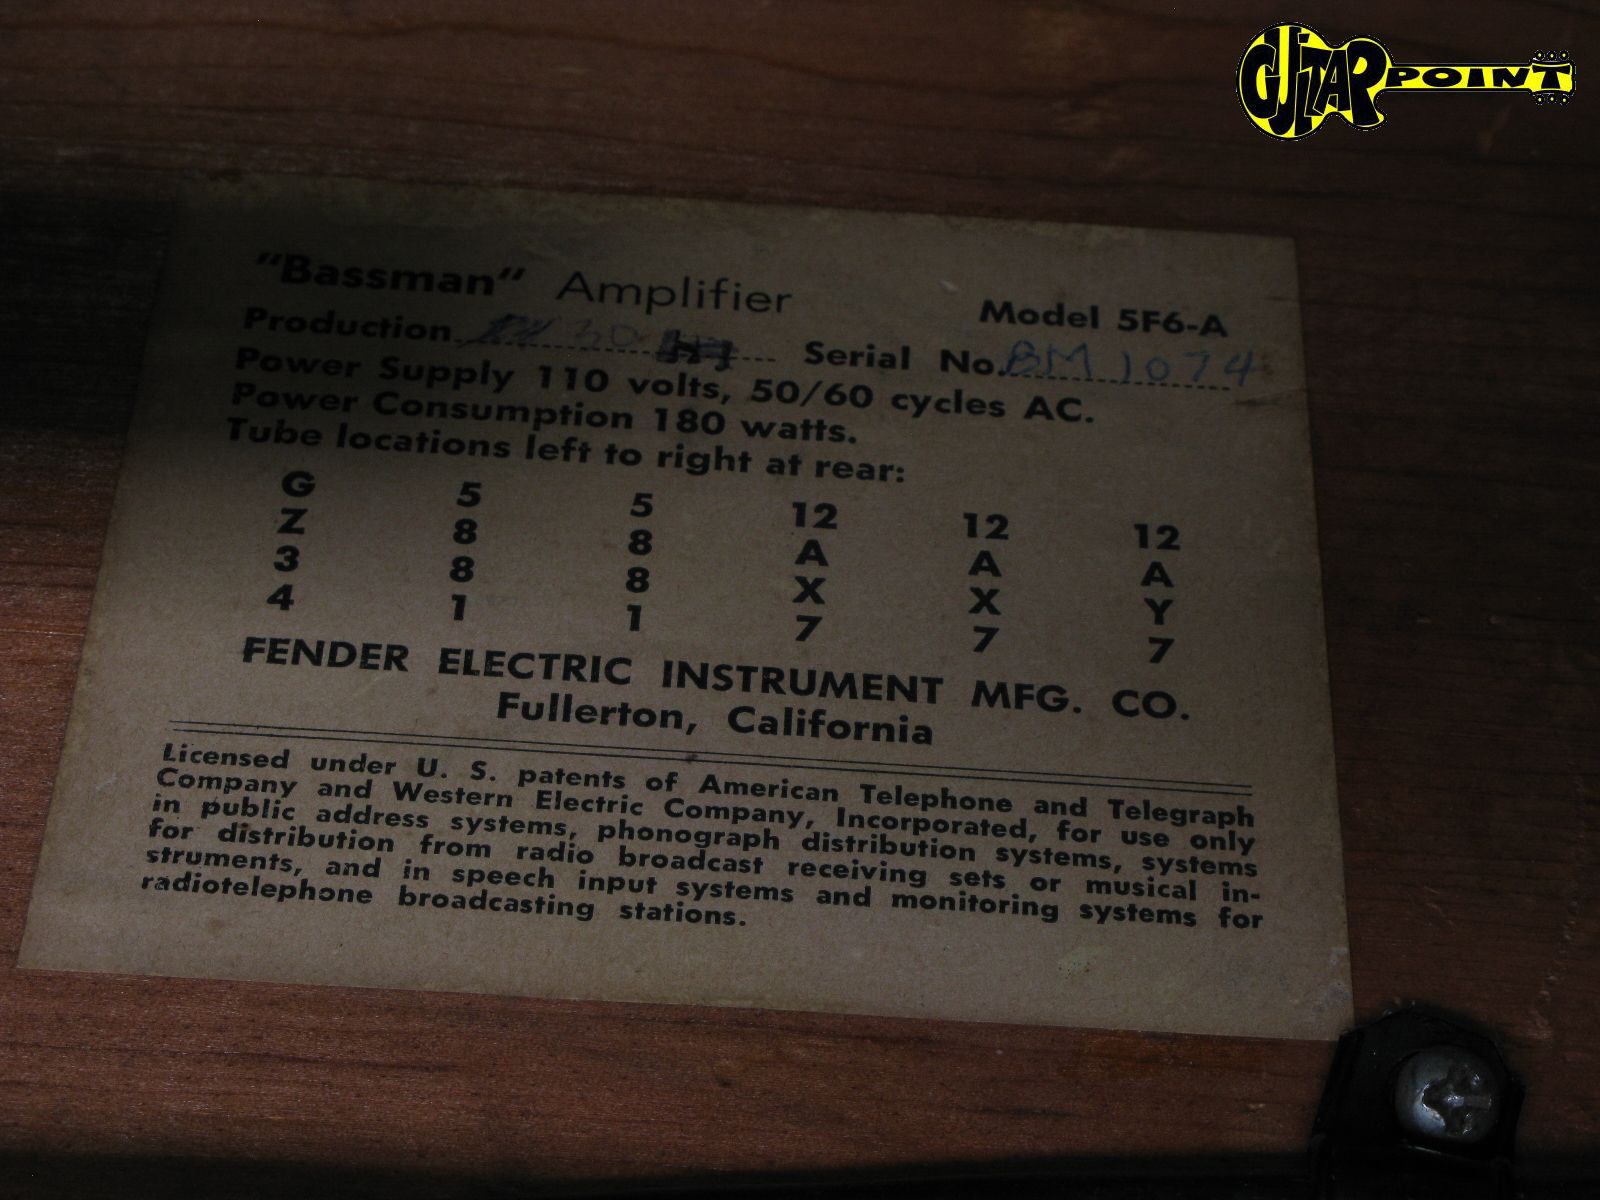 GUITAR POINT
"Bassman" Amplifier Model 5F6-A
Production 30 Serial No. BM 1074
Power Supply 110 volts, 50/60 cycles AC.
Power Consumption 180 watts.
Tube locations left to right at rear:
G 5 5 12 12 12
Z 8 8 A A A
3 8 8 X X Y
4 1 1 7 7 7
FENDER ELECTRIC INSTRUMENT MFG. CO.
Fullerton, California
Licensed under U. S. patents of American Telephone and Telegraph
Company and Western Electric Company, Incorporated, for use only
in public address systems, phonograph distribution systems, systems
for distribution from radio broadcast receiving sets or musical in-
struments, and in speech input systems and monitoring systems for
radiotelephone broadcasting stations.